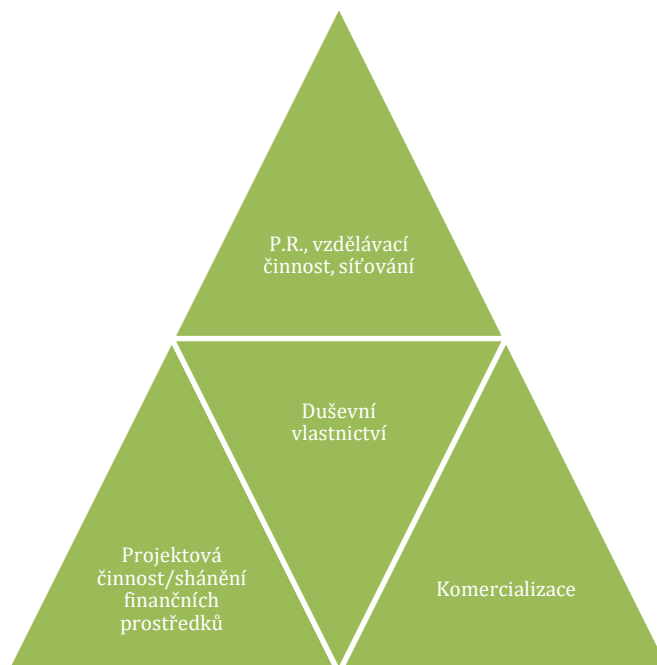 P.R., vzdělávací
činnost, síťování
Duševní
vlastnictví
Projektová
činnost/shánění
finančních
prostředků
Komercializace